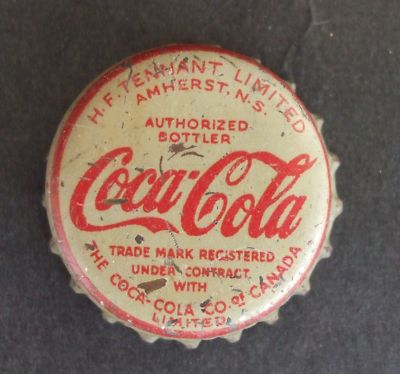 H.F. TENNANT, LIMITED
AMHERST, N.S.
AUTHORIZED
BOTTLER
Coca-Cola
TRADE MARK REGISTERED
UNDER CONTRACT
WITH
THE COCA-COLA CO. OF CANADA
LIMITED